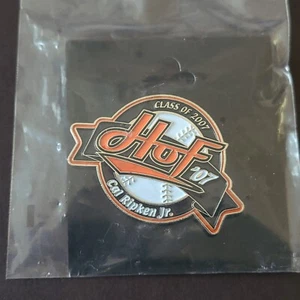 CLASS OF 2007
HoF
'07
Cal Ripken Jr.